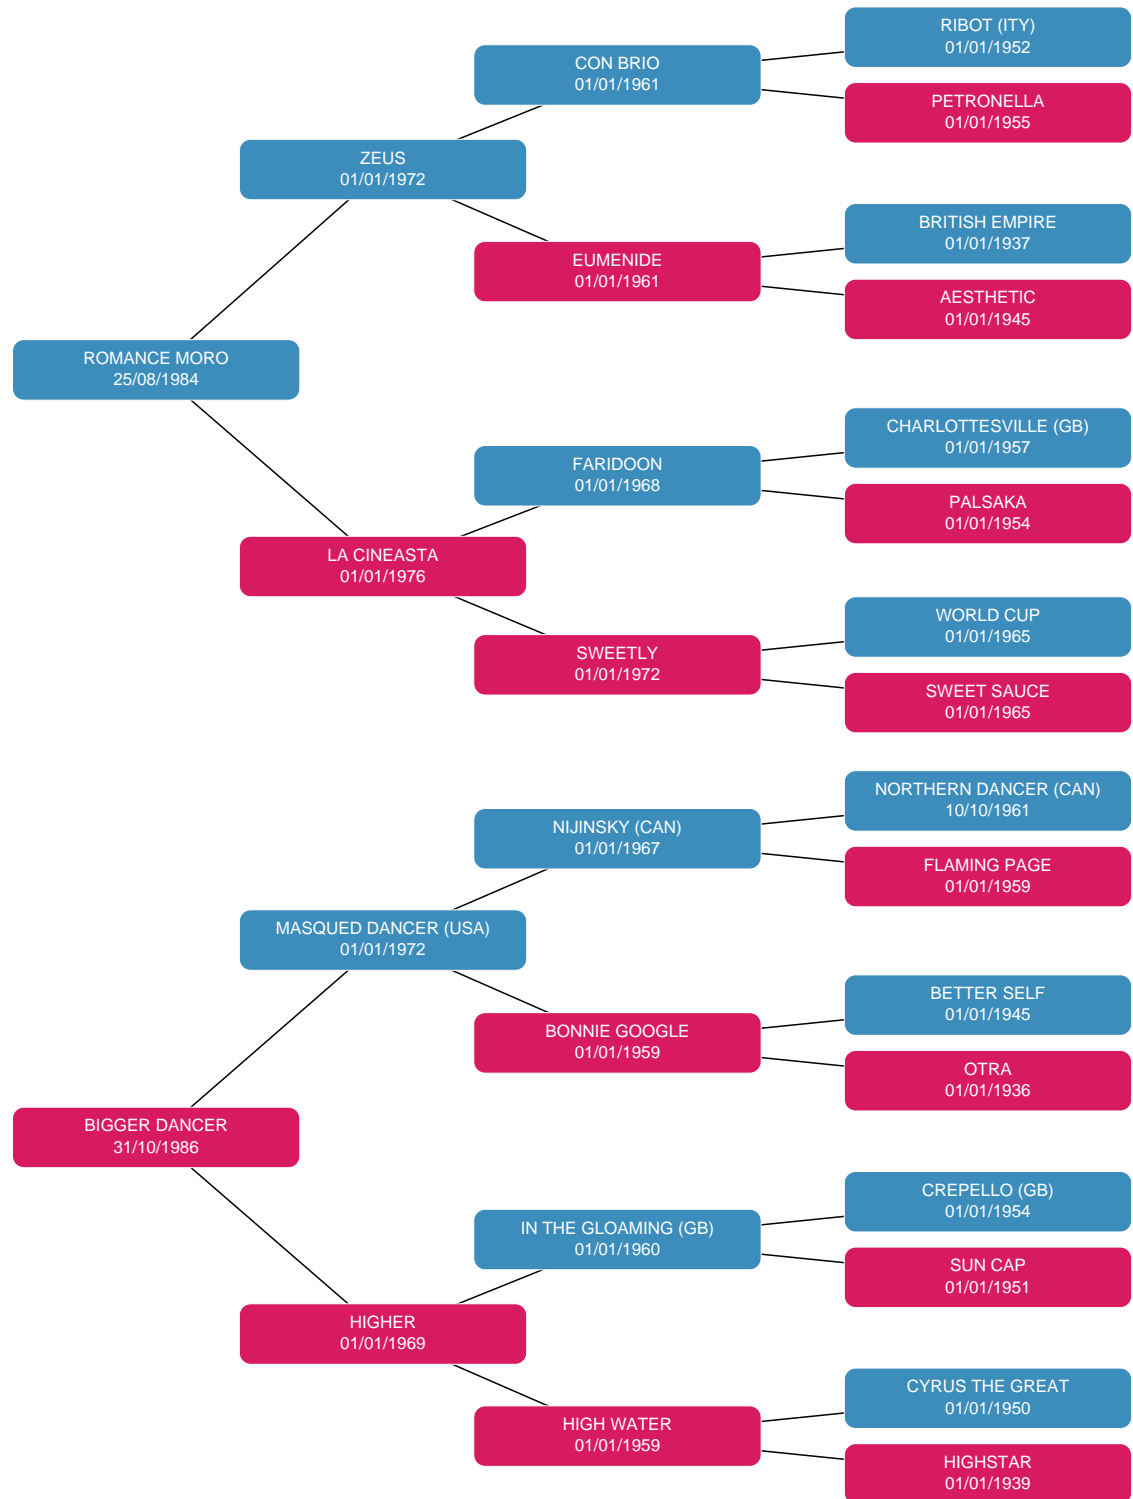 RIBOT (ITY)
01/01/1952
CON BRIO
01/01/1961
PETRONELLA
01/01/1955
ZEUS
01/01/1972
BRITISH EMPIRE
01/01/1937
EUMENIDE
01/01/1961
AESTHETIC
01/01/1945
ROMANCE MORO
25/08/1984
CHARLOTTESVILLE (GB)
01/01/1957
FARIDOON
01/01/1968
PALSAKA
01/01/1954
LA CINEASTA
01/01/1976
WORLD CUP
01/01/1965
SWEETLY
01/01/1972
SWEET SAUCE
01/01/1965
NORTHERN DANCER (CAN)
10/10/1961
NIJINSKY (CAN)
01/01/1967
FLAMING PAGE
01/01/1959
MASQUED DANCER (USA)
01/01/1972
BETTER SELF
01/01/1945
BONNIE GOOGLE
01/01/1959
OTRA
01/01/1936
BIGGER DANCER
31/10/1986
CREPELLO (GB)
01/01/1954
IN THE GLOAMING (GB)
01/01/1960
SUN CAP
01/01/1951
HIGHER
01/01/1969
CYRUS THE GREAT
01/01/1950
HIGH WATER
01/01/1959
HIGHSTAR
01/01/1939